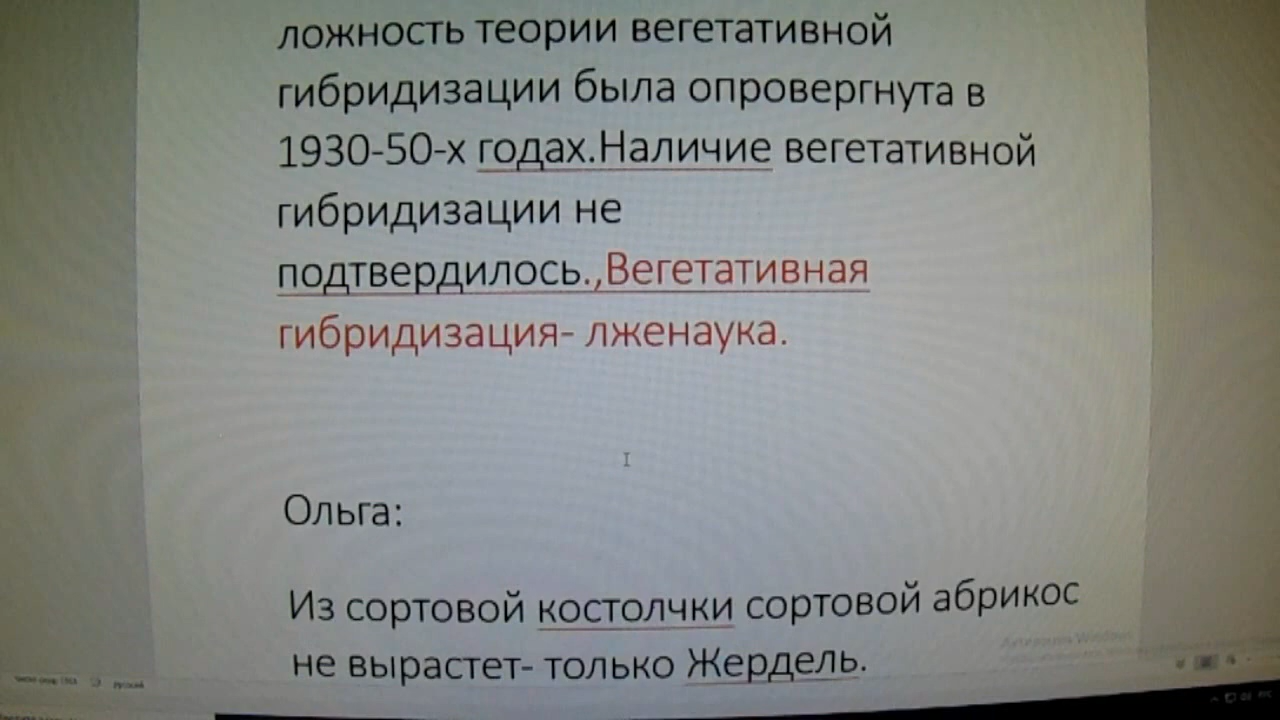 ложность теории вегетативной
гибридизации была опровергнута в
1930-50-х годах.Наличие вегетативной
гибридизации не
подтвердилось.,Вегетативная
гибридизация- лженаука.
Ольга:
Из сортовой костолчки сортовой абрикос
не вырастет- только Жердель.
русский